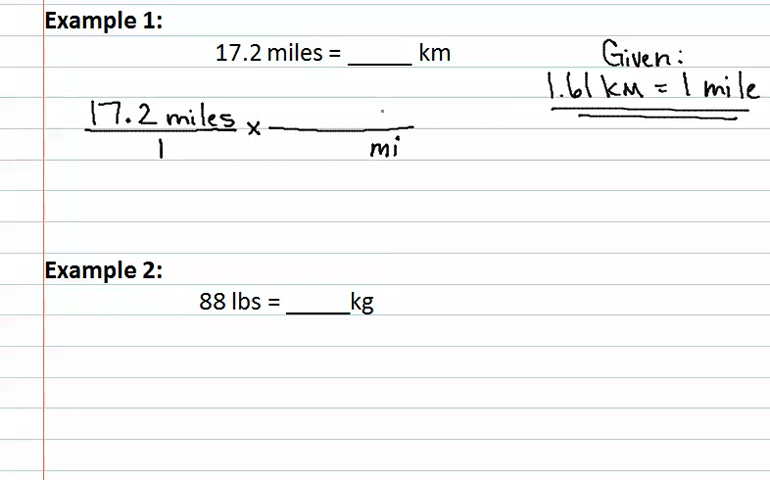 Example 1:
17.2 miles = _____ km
Given:
1.61 km = 1 mile
17.2 miles × ________
1 mi
Example 2:
88 lbs = _____kg